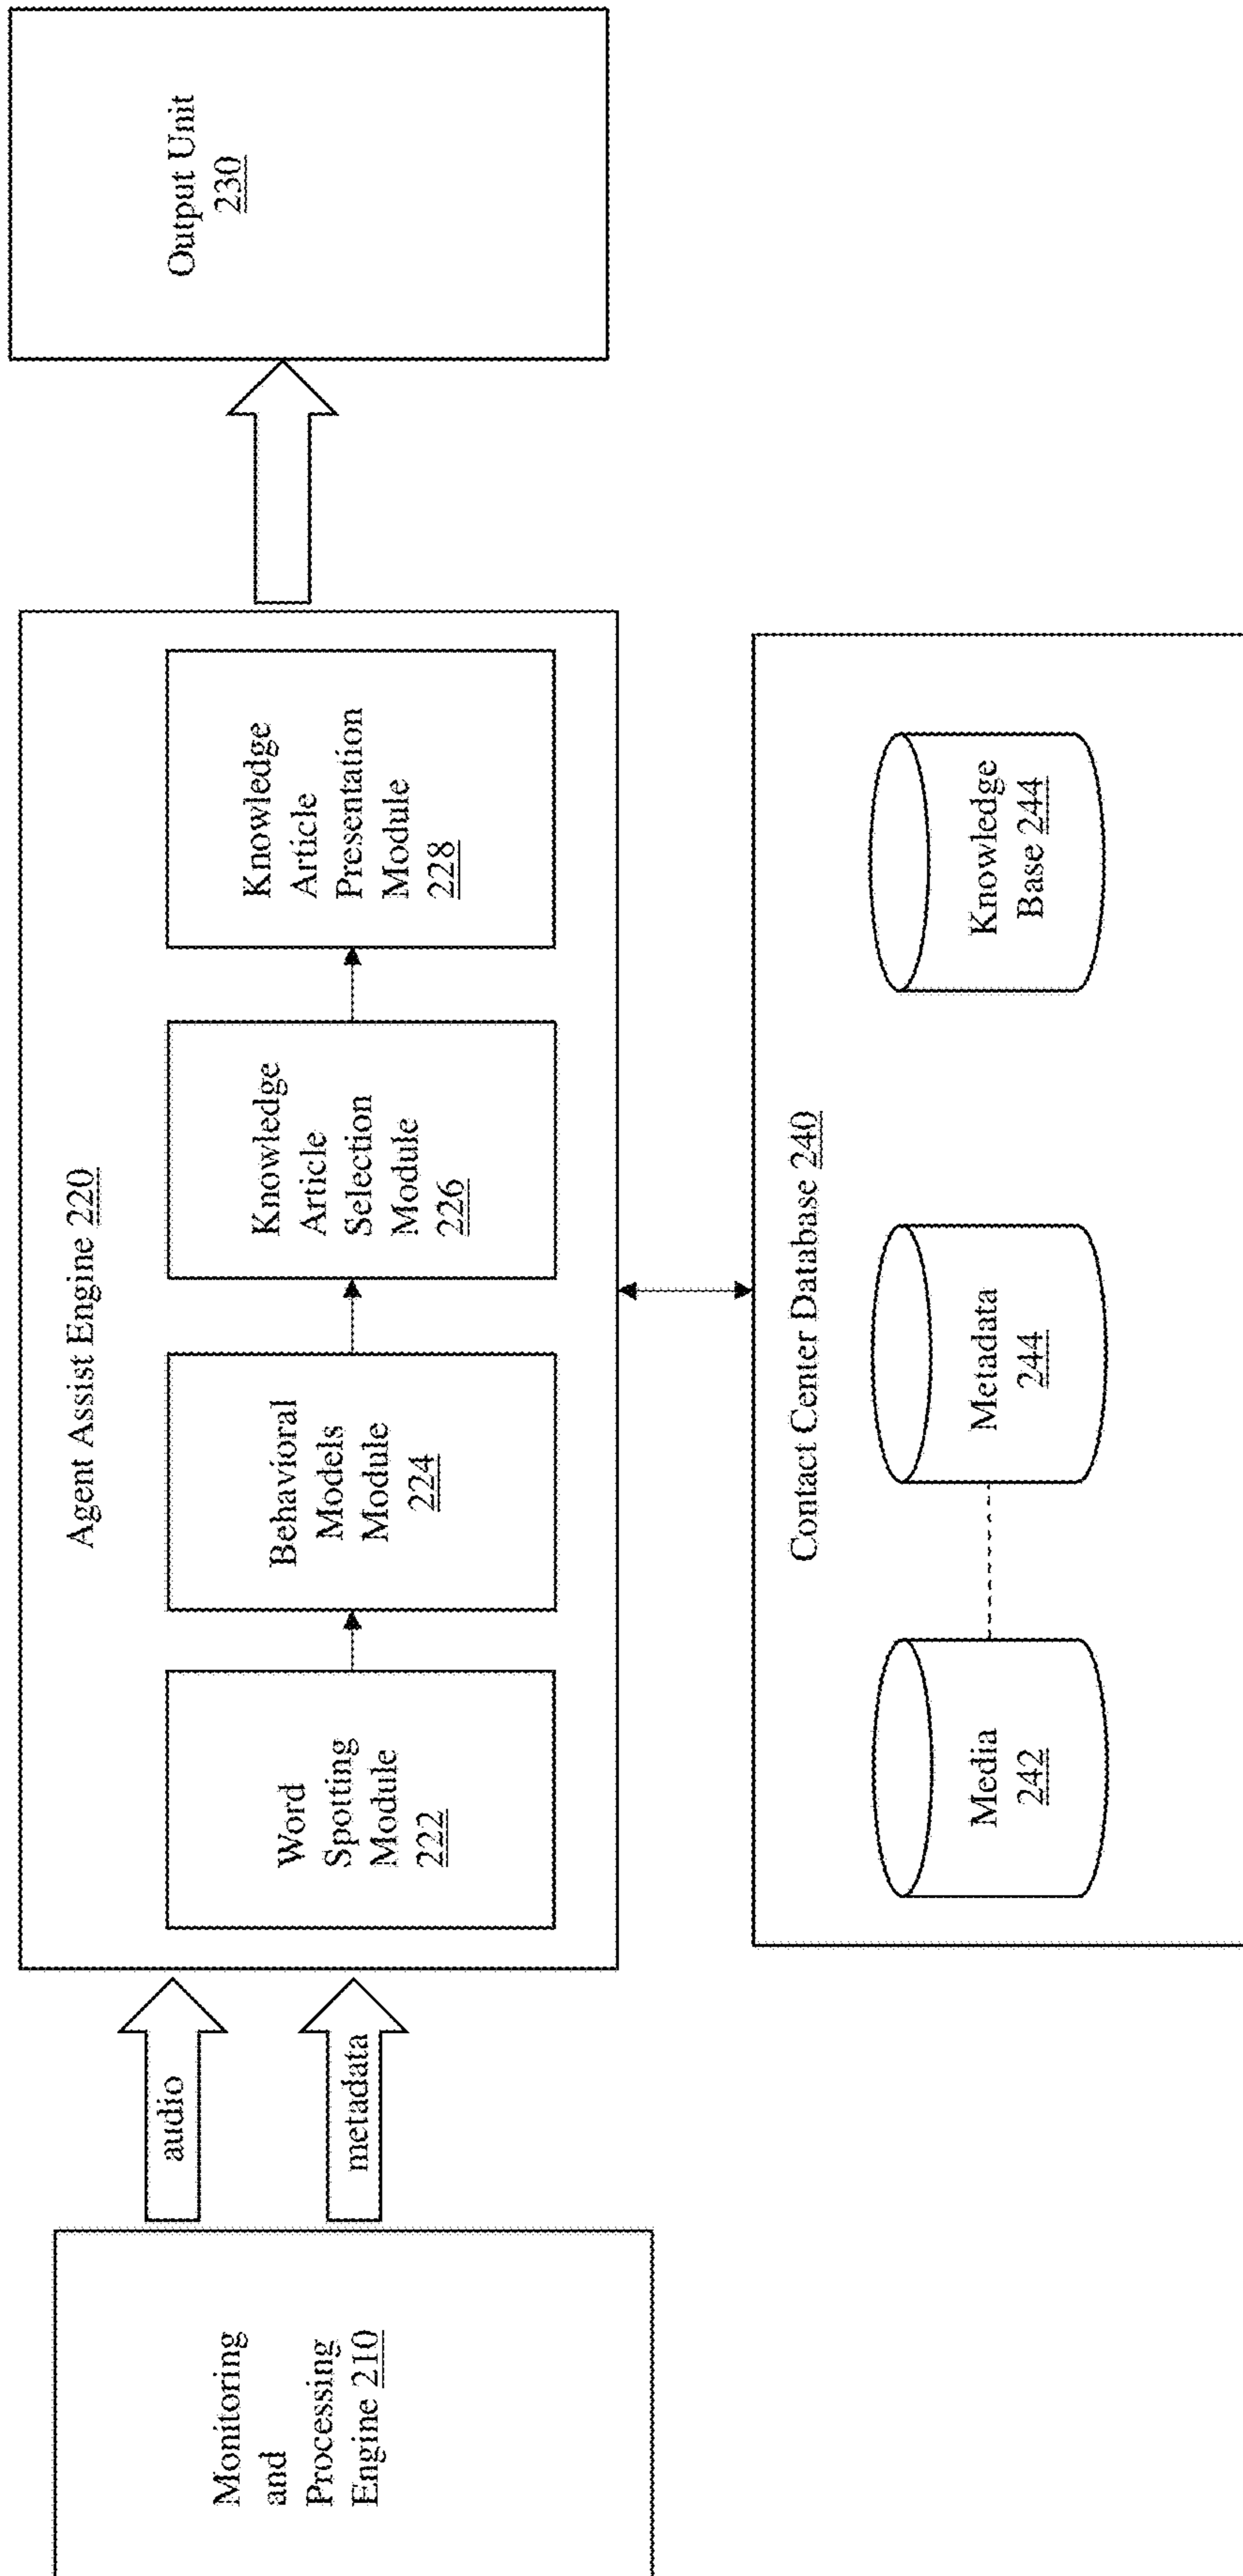 Monitoring
and
Processing
Engine 210
audio
metadata
Agent Assist Engine 220
Word
Spotting
Module
222
Behavioral
Models
Module
224
Knowledge
Article
Selection
Module
226
Knowledge
Article
Presentation
Module
228
Output Unit
230
Contact Center Database 240
Media
242
Metadata
244
Knowledge
Base 244